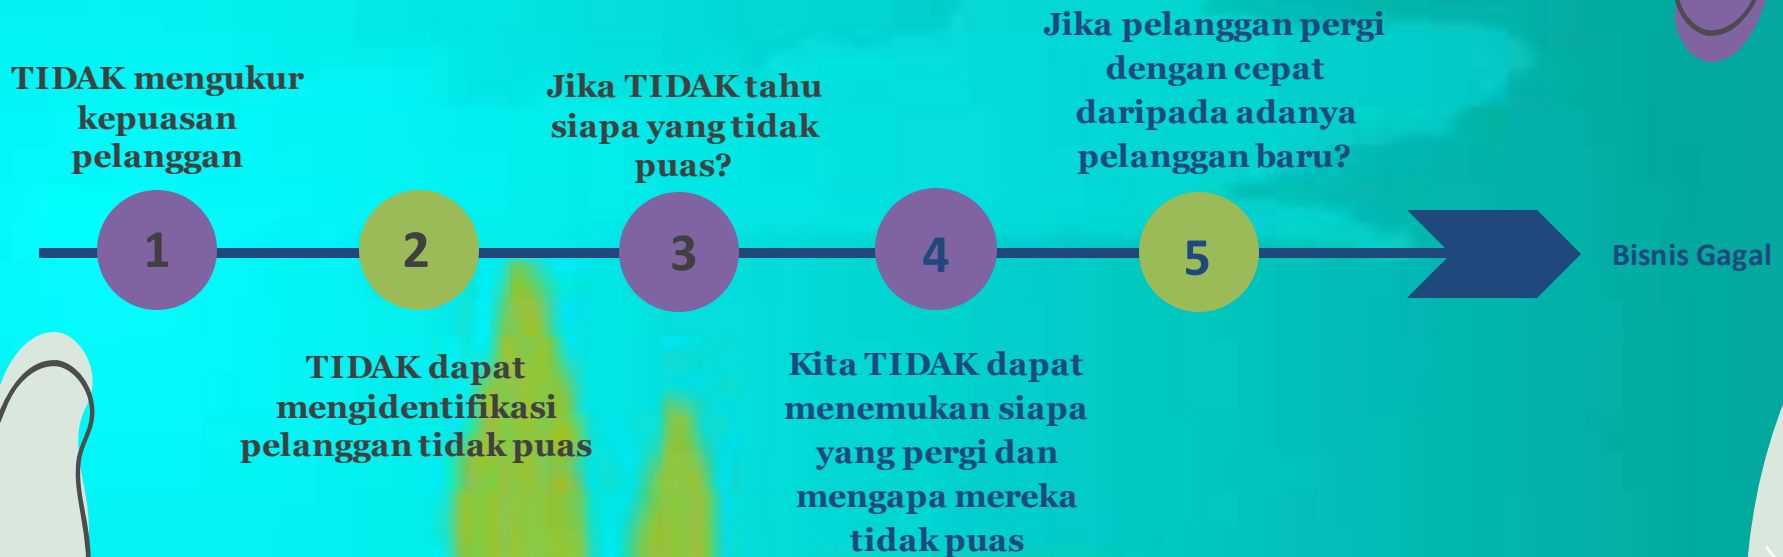 TIDAK mengukur
kepuasan
pelanggan
1
2
TIDAK dapat
mengidentifikasi
pelanggan tidak puas
Jika TIDAK tahu
siapa yang tidak
puas?
3
4
Kita TIDAK dapat
menemukan siapa
yang pergi dan
mengapa mereka
tidak puas
Jika pelanggan pergi
dengan cepat
daripada adanya
pelanggan baru?
5
Bisnis Gagal